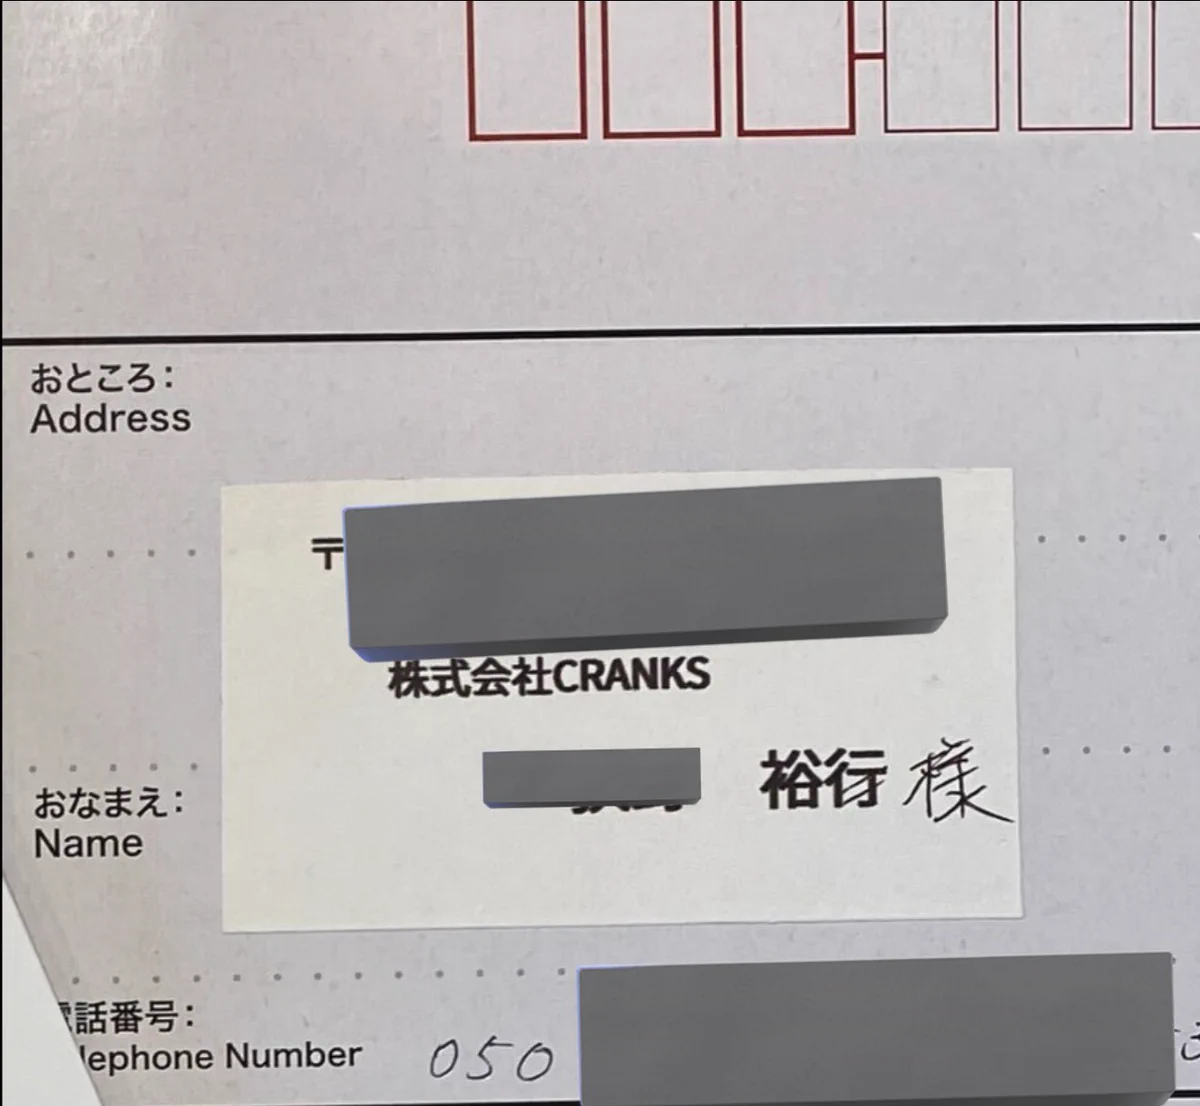 おところ：
Address
〒
株式会社CRANKS
裕行 様
おなまえ：
Name
話番号：
lephone Number 050